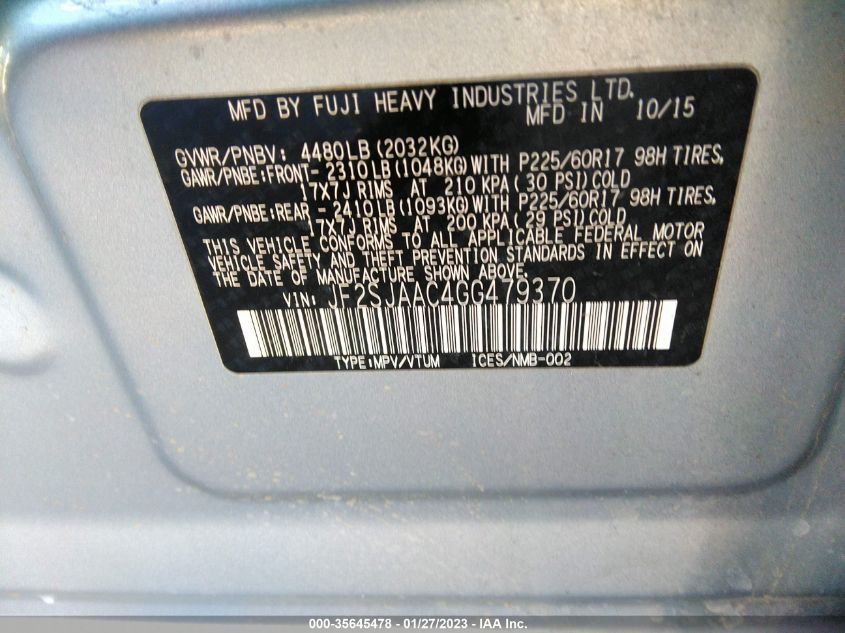 MFD BY FUJI HEAVY INDUSTRIES LTD.
MFD IN 10/15
GVWR/PNBV: 4480LB (2032KG)
GAWR/PNBE:FRONT- 2310LB (1048KG) WITH P225/60R17 98H TIRES,
17X7J RIMS AT 210 KPA( 30 PSI) COLD
GAWR/PNBE:REAR - 2410LB (1093KG) WITH P225/60R17 98H TIRES,
17X7J RIMS AT 200 KPA( 29 PSI) COLD
THIS VEHICLE CONFORMS TO ALL APPLICABLE FEDERAL MOTOR
VEHICLE SAFETY AND THEFT PREVENTION STANDARDS IN EFFECT ON
THE DATE OF MANUFACTURE SHOWN ABOVE.
VIN: JF2SJAAC4GG479370
TYPE:MPV/VTUM ICES/NMB-002
000-35645478 - 01/27/2023 - IAA Inc.